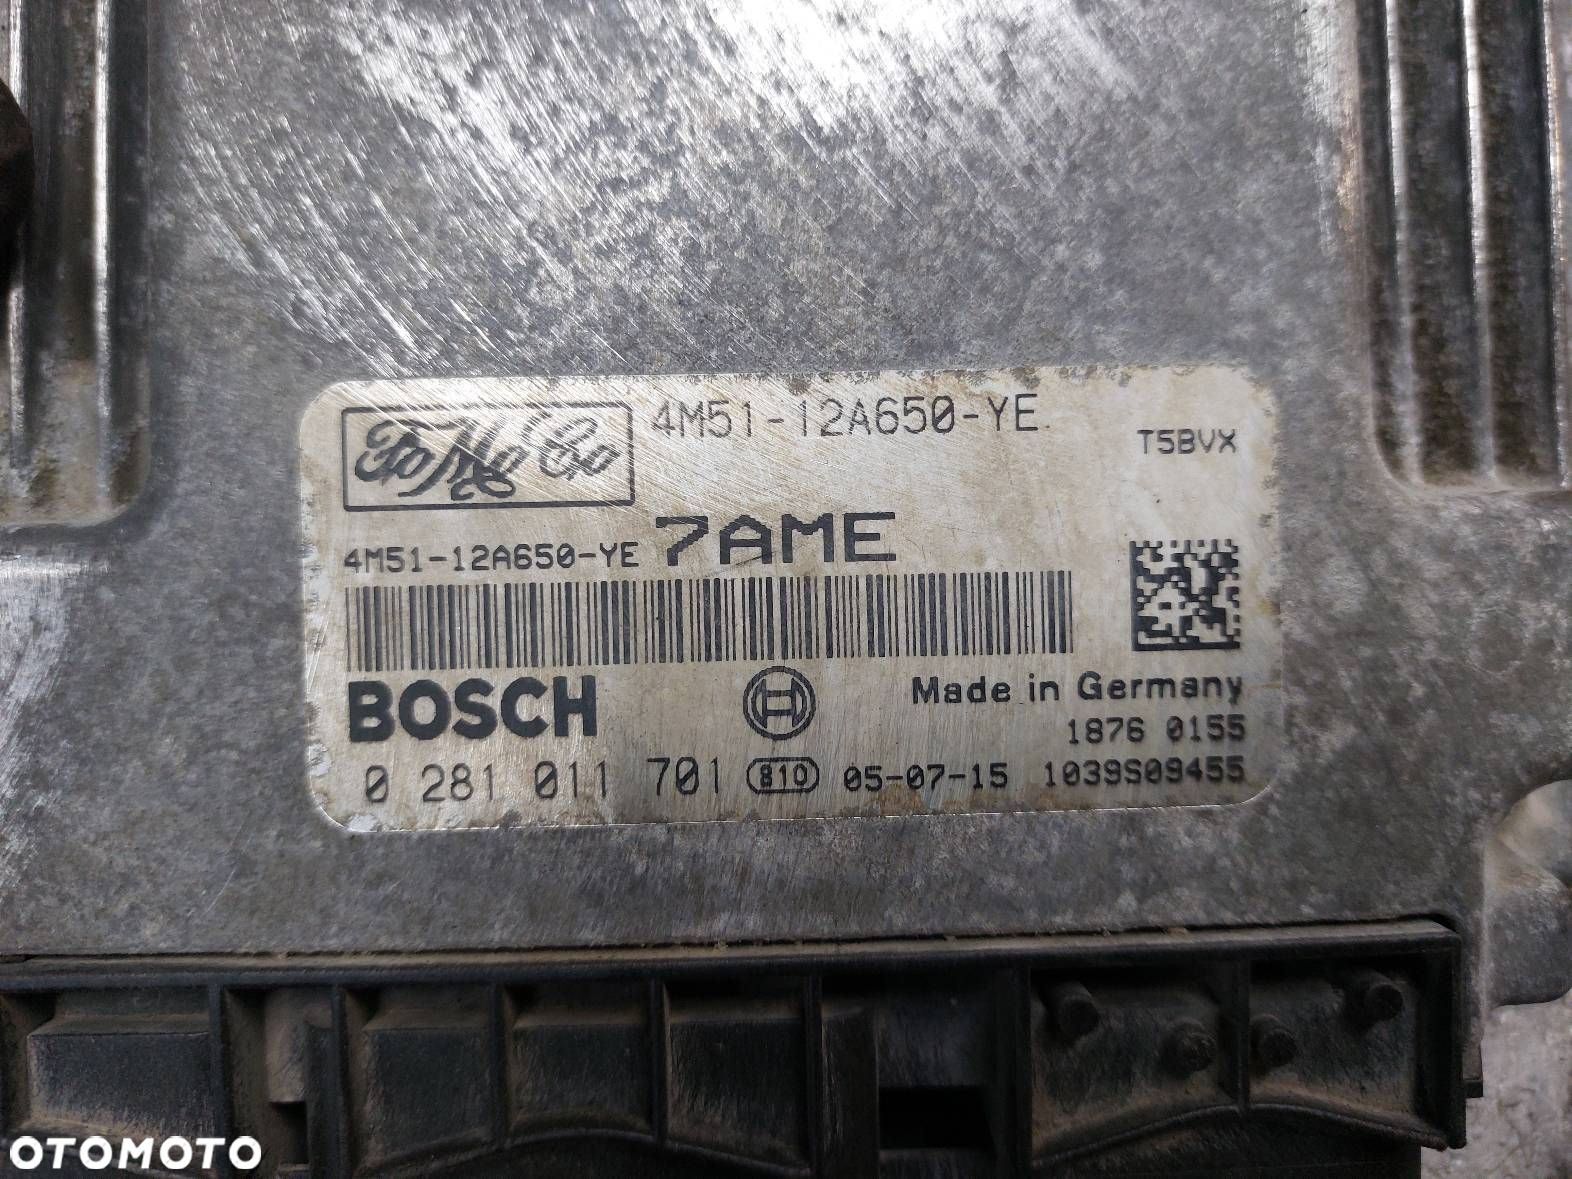 FoMoCo 4M51-12A650-YE
T5BVX
4M51-12A650-YE 7AME
BOSCH
Made in Germany
1876 0155
0 281 011 701 810 05-07-15 1039S09455
OTOMOTO